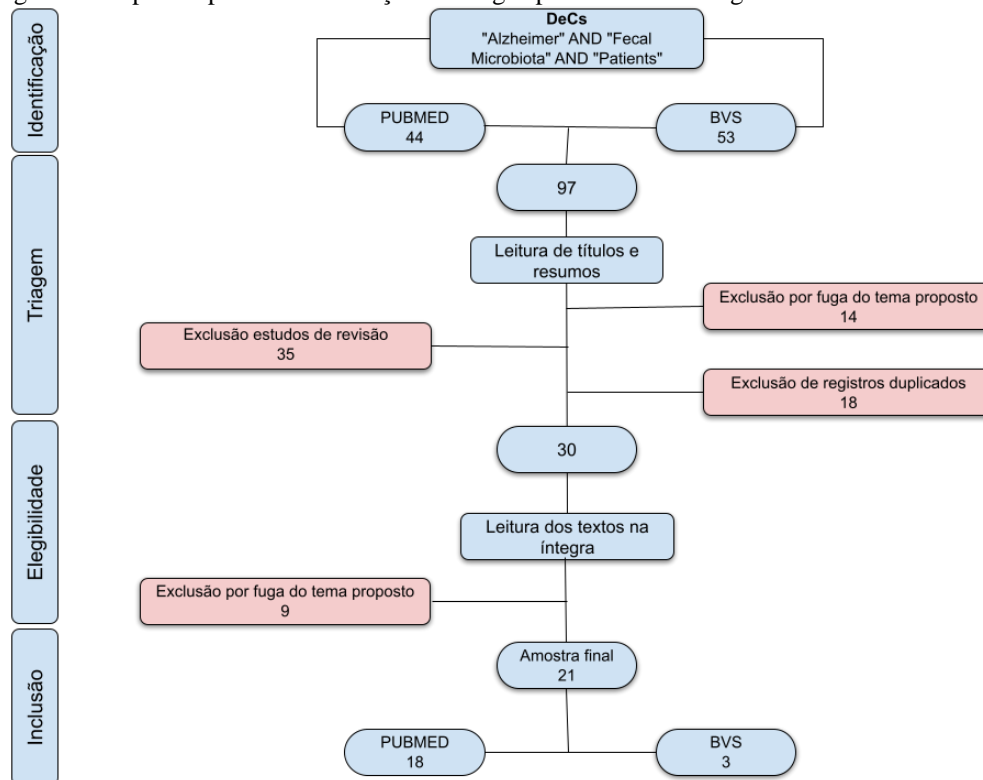 Identificação
DeCs
"Alzheimer" AND "Fecal
Microbiota" AND "Patients"
PUBMED
44
BVS
53
Triagem
97
Leitura de títulos e
resumos
Exclusão por fuga do tema proposto
14
Exclusão estudos de revisão
35
Exclusão de registros duplicados
18
Elegibilidade
30
Leitura dos textos na
íntegra
Exclusão por fuga do tema proposto
9
Inclusão
Amostra final
21
PUBMED
18
BVS
3